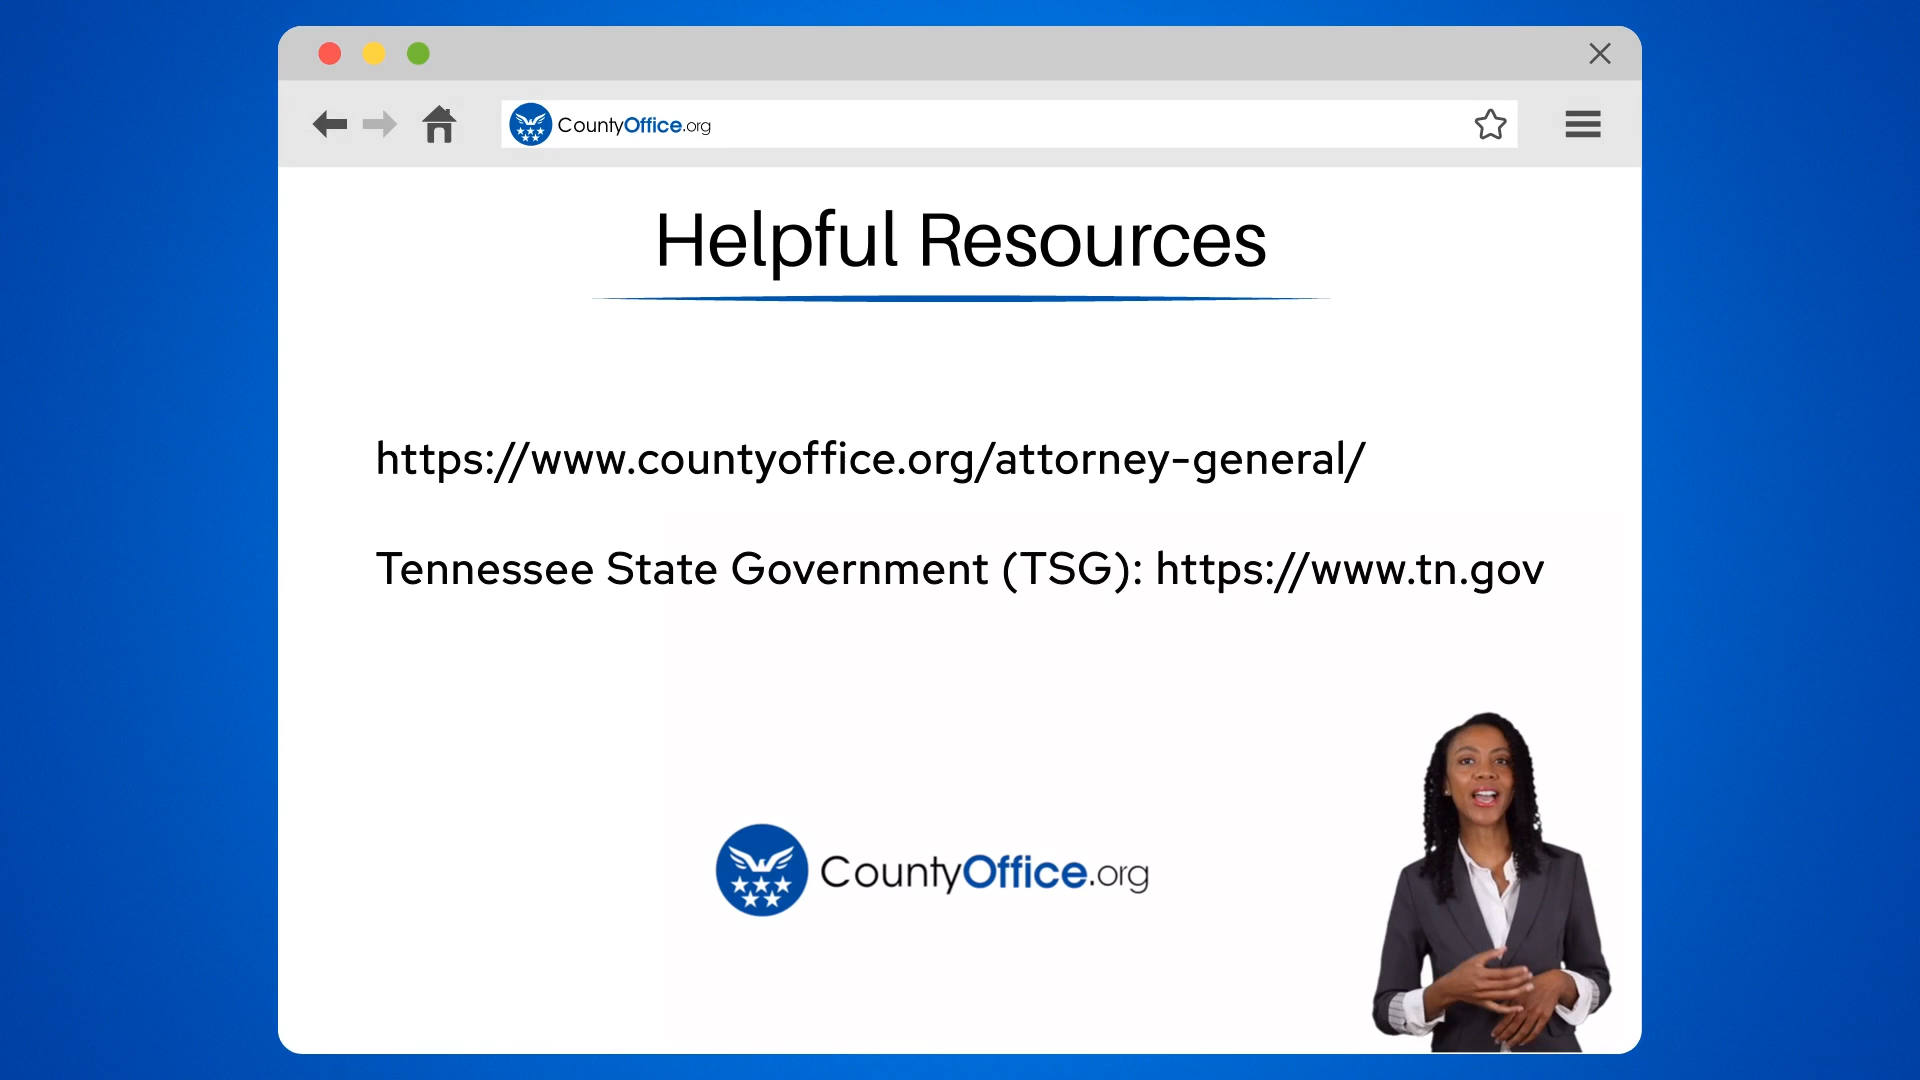 CountyOffice.org
Helpful Resources
https://www.countyoffice.org/attorney-general/
Tennessee State Government (TSG): https://www.tn.gov
CountyOffice.org